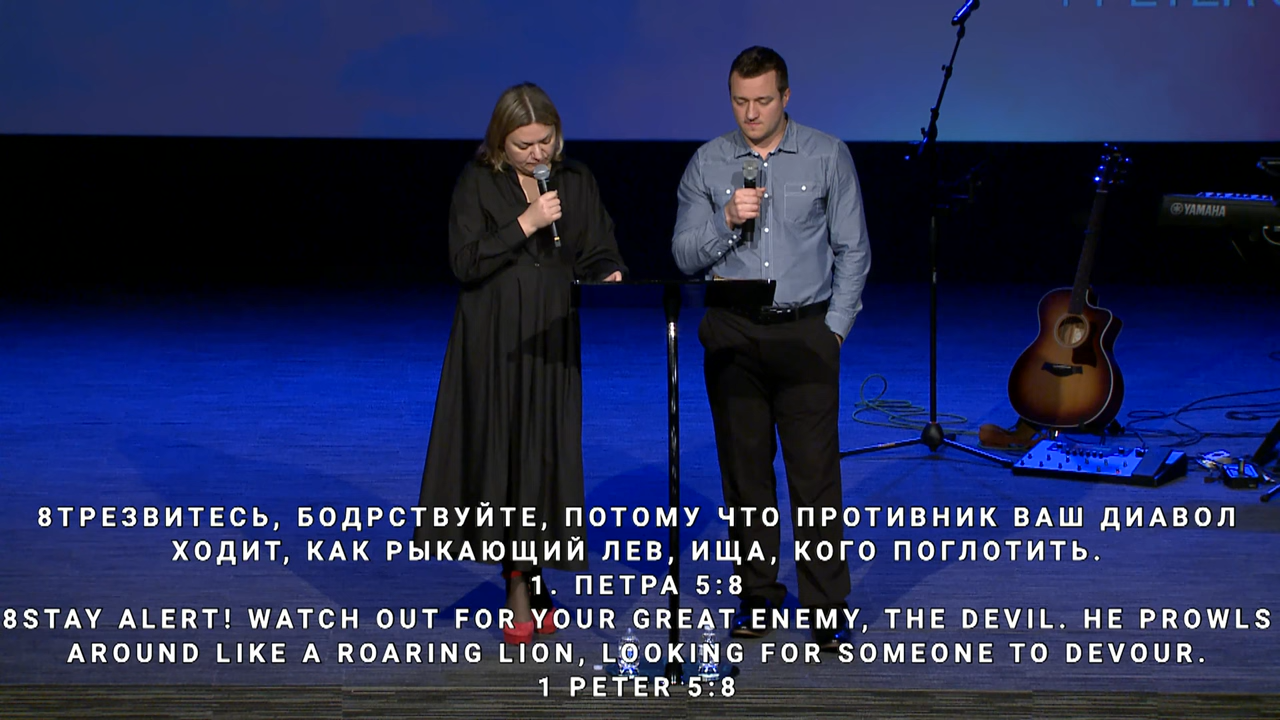 YAMAHA
8ТРЕЗВИТЕСЬ, БОДРСТВУЙТЕ, ПОТОМУ ЧТО ПРОТИВНИК ВАШ ДИАВОЛ
ХОДИТ, КАК РЫКАЮЩИЙ ЛЕВ, ИЩА, КОГО ПОГЛОТИТЬ.
1. ПЕТРА 5:8
8STAY ALERT! WATCH OUT FOR YOUR GREAT ENEMY, THE DEVIL. HE PROWLS
AROUND LIKE A ROARING LION, LOOKING FOR SOMEONE TO DEVOUR.
1 PETER 5:8